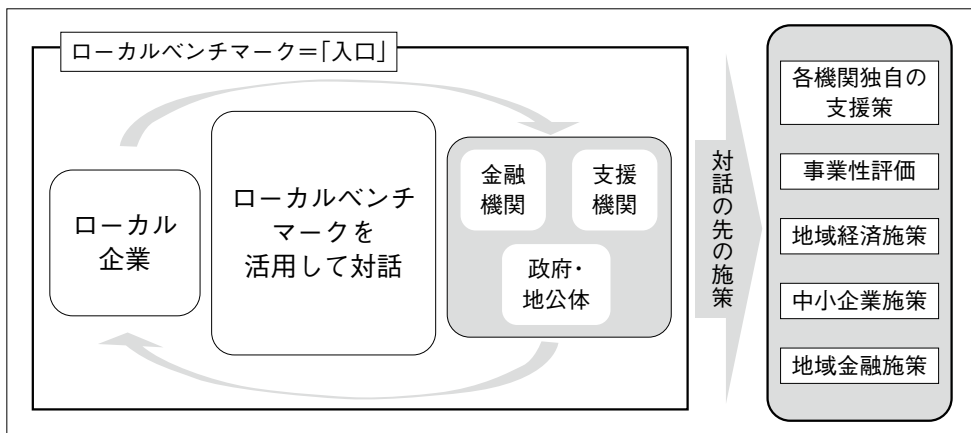 ローカルベンチマーク＝「入口」
ローカル
企業
ローカルベンチ
マークを
活用して対話
金融
機関
支援
機関
政府・
地公体
対話の先の施策
各機関独自の
支援策
事業性評価
地域経済施策
中小企業施策
地域金融施策